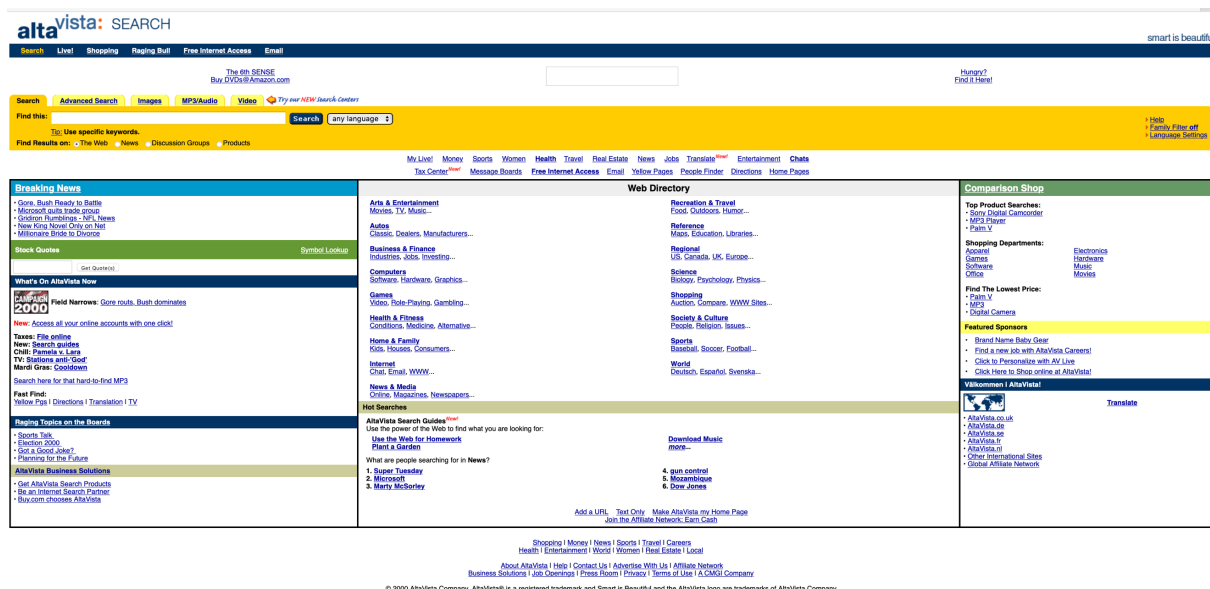 altavista: SEARCH
smart is beautifu
Search Live! Shopping Raging Bull Free Internet Access Email
The 6th SENSE
Buy DVDs@Amazon.com
Hungry?
Find it Here!
Search Advanced Search Images MP3/Audio Video Try our NEW Search Centers
Find this: Search any language
Tip: Use specific keywords.
Find Results on: The Web News Discussion Groups Products
Help
Family Filter off
Language Settings
My Live! Money Sports Women Health Travel Real Estate News Jobs Translate New! Entertainment Chats
Tax Center New! Message Boards Free Internet Access Email Yellow Pages People Finder Directions Home Pages
Breaking News
· Gore, Bush Ready to Battle
· Microsoft quits trade group
· Gridiron Rumblings - NFL News
· New King Novel Only on Net
· Millionaire Bride to Divorce
Stock Quotes Symbol Lookup
Get Quote(s)
What's On AltaVista Now
CAMPAIGN
2000
Field Narrows: Gore routs, Bush dominates
New: Access all your online accounts with one click!
Taxes: File online
New: Search guides
Chill: Pamela v. Lara
TV: Stations anti-'God'
Mardi Gras: Cooldown
Search here for that hard-to-find MP3
Fast Find:
Yellow Pgs | Directions | Translation | TV
Raging Topics on the Boards
· Sports Talk
· Election 2000
· Got a Good Joke?
· Planning for the Future
AltaVista Business Solutions
· Get AltaVista Search Products
· Be an Internet Search Partner
· Buy.com chooses AltaVista
Web Directory
Arts & Entertainment
Movies, TV, Music...
Autos
Classic, Dealers, Manufacturers...
Business & Finance
Industries, Jobs, Investing...
Computers
Software, Hardware, Graphics...
Games
Video, Role-Playing, Gambling...
Health & Fitness
Conditions, Medicine, Alternative...
Home & Family
Kids, Houses, Consumers...
Internet
Chat, Email, WWW...
News & Media
Online, Magazines, Newspapers...
Recreation & Travel
Food, Outdoors, Humor...
Reference
Maps, Education, Libraries...
Regional
US, Canada, UK, Europe...
Science
Biology, Psychology, Physics...
Shopping
Auction, Compare, WWW Sites...
Society & Culture
People, Religion, Issues...
Sports
Baseball, Soccer, Football...
World
Deutsch, Español, Svenska...
Hot Searches
AltaVista Search Guides New!
Use the power of the Web to find what you are looking for:
Use the Web for Homework Download Music
Plant a Garden more...
What are people searching for in News?
1. Super Tuesday 4. gun control
2. Microsoft 5. Mozambique
3. Marty McSorley 6. Dow Jones
Add a URL Text Only Make AltaVista my Home Page
Join the Affiliate Network: Earn Cash
Comparison Shop
Top Product Searches:
· Sony Digital Camcorder
· MP3 Player
· Palm V
Shopping Departments:
Apparel Electronics
Games Hardware
Software Music
Office Movies
Find The Lowest Price:
· Palm V
· MP3
· Digital Camera
Featured Sponsors
· Brand Name Baby Gear
· Find a new job with AltaVista Careers!
· Click to Personalize with AV Live
· Click Here to Shop online at AltaVista!
Välkommen i AltaVista!
Translate
· AltaVista.co.uk
· AltaVista.de
· AltaVista.se
· AltaVista.fr
· AltaVista.nl
· Other International Sites
· Global Affiliate Network
Shopping | Money | News | Sports | Travel | Careers
Health | Entertainment | World | Women | Real Estate | Local
About AltaVista | Help | Contact Us | Advertise With Us | Affiliate Network
Business Solutions | Job Openings | Press Room | Privacy | Terms of Use | A CMGI Company
© 2000 AltaVista Company. AltaVista® is a registered trademark and Smart is Beautiful and the AltaVista logo are trademarks of AltaVista Company.